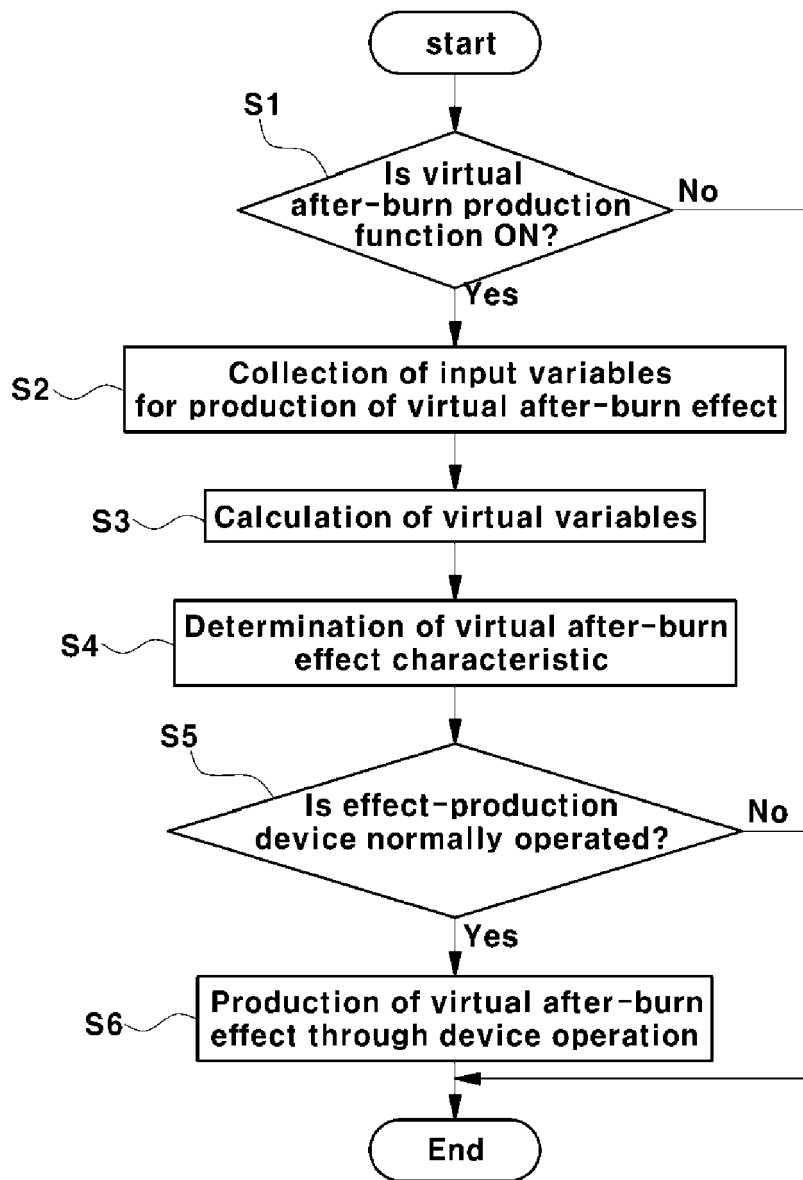 start
S1
Is virtual
after-burn production
function ON?
No
Yes
S2
Collection of input variables
for production of virtual after-burn effect
S3
Calculation of virtual variables
S4
Determination of virtual after-burn
effect characteristic
S5
Is effect-production
device normally operated?
No
Yes
S6
Production of virtual after-burn
effect through device operation
End